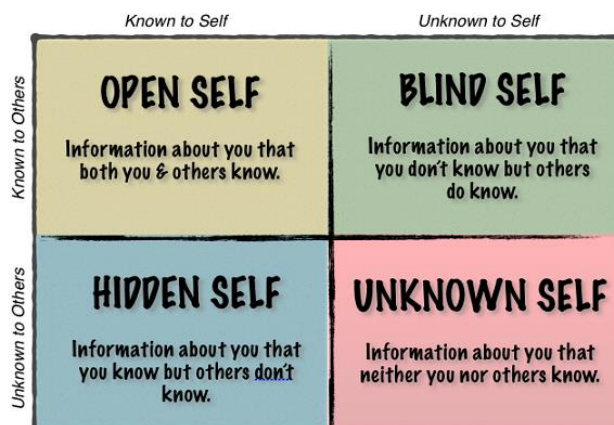 Known to Self
Unknown to Self
Known to Others
OPEN SELF
Information about you that
both you & others know.
BLIND SELF
Information about you that
you don't know but others
do know.
Unknown to Others
HIDDEN SELF
Information about you that
you know but others don't
know.
UNKNOWN SELF
Information about you that
neither you nor others know.